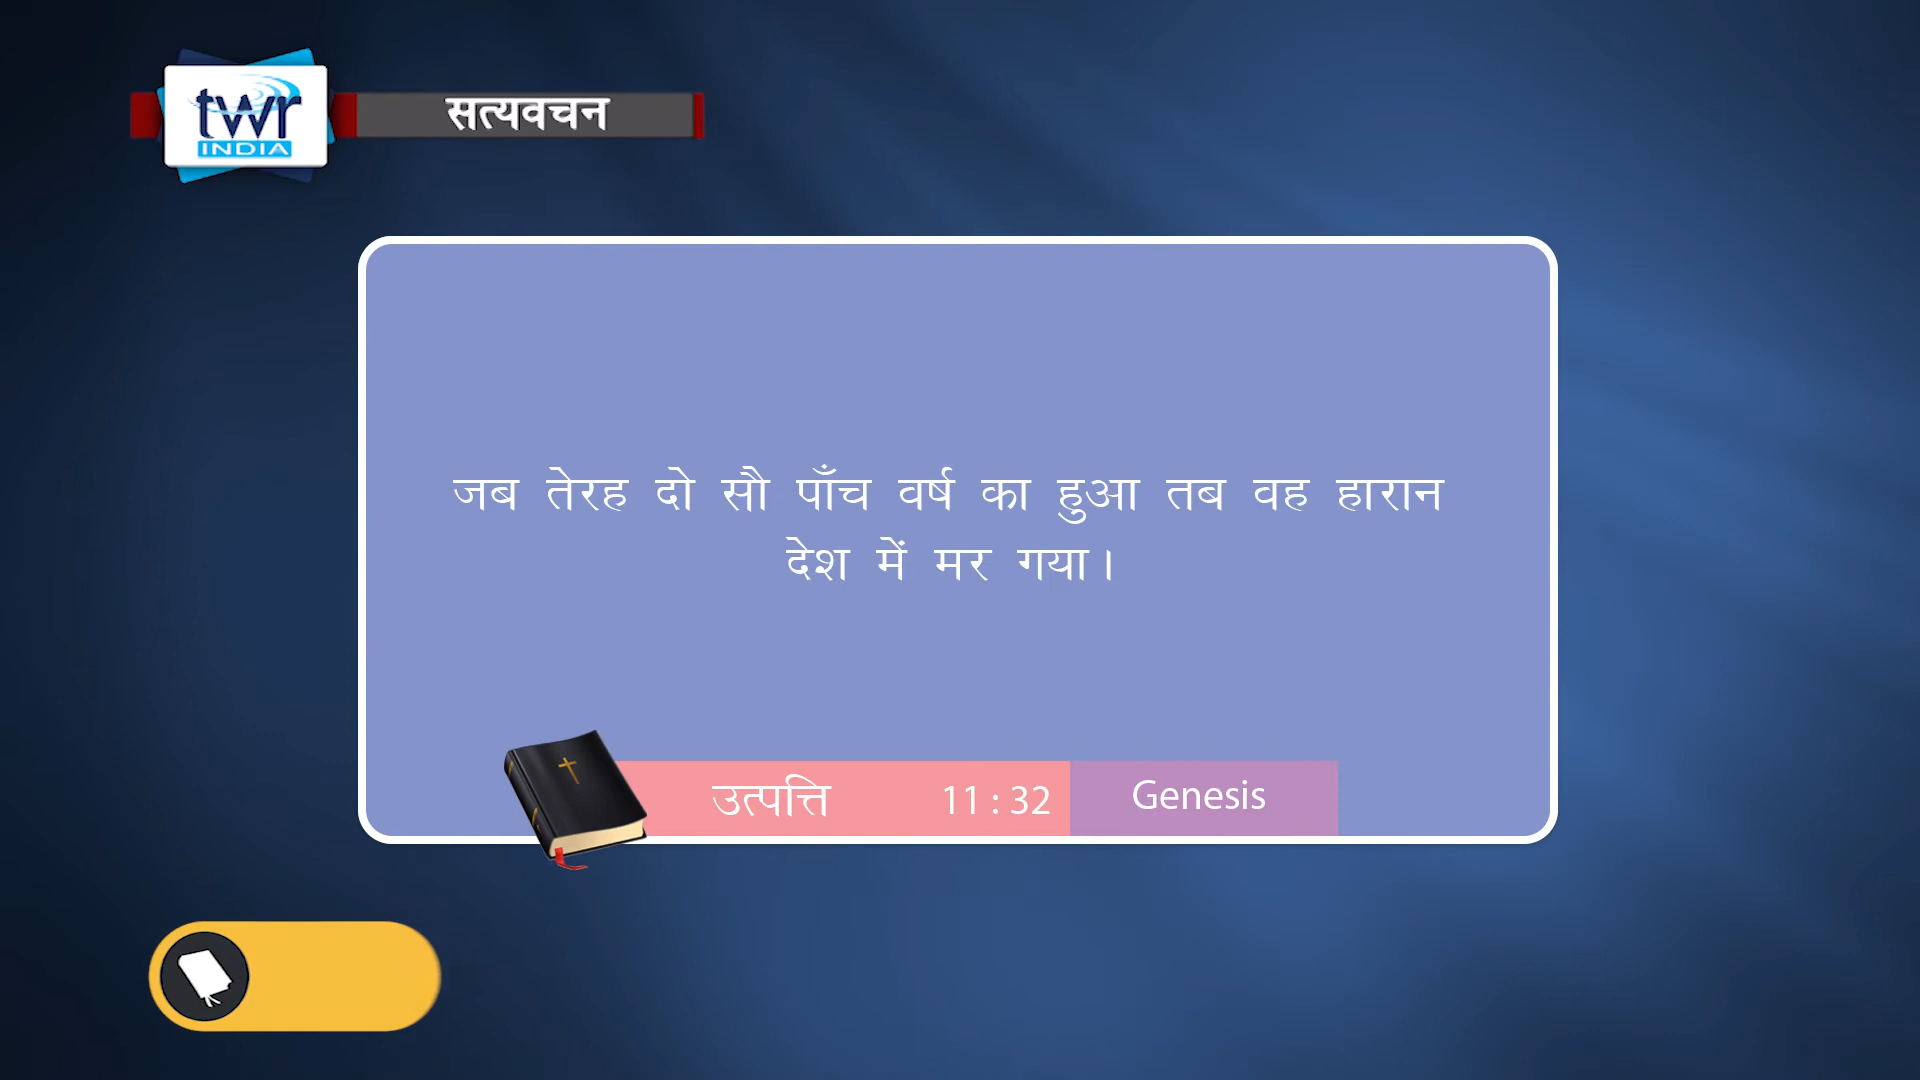 twr
INDIA
सत्यवचन
जब तेरह दो सौ पाँच वर्ष का हुआ तब वह हारान
देश में मर गया।
उत्पत्ति 11 : 32 Genesis